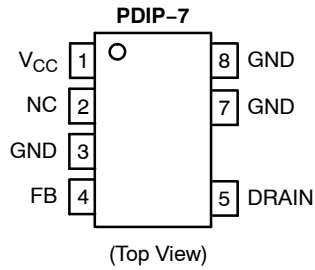 PDIP–7
VCC 1 8 GND
NC 2 7 GND
GND 3
FB 4 5 DRAIN
(Top View)